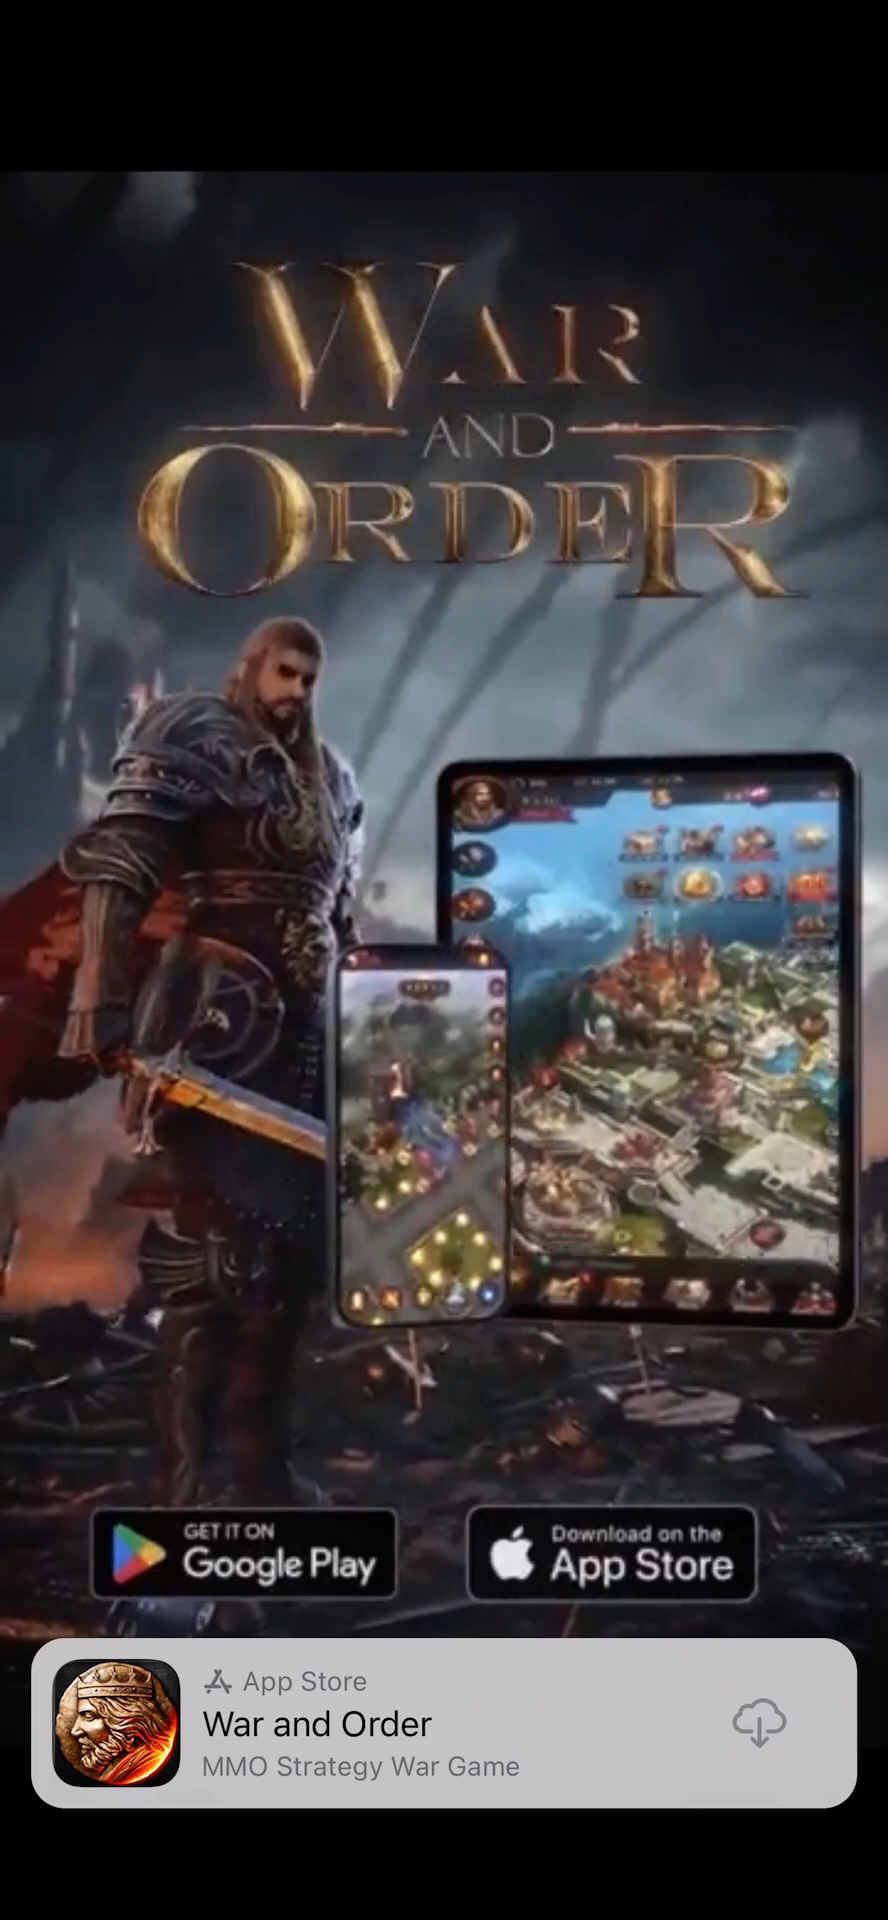 WAR
AND
ORDER
GET IT ON
Google Play
Download on the
App Store
App Store
War and Order
MMO Strategy War Game